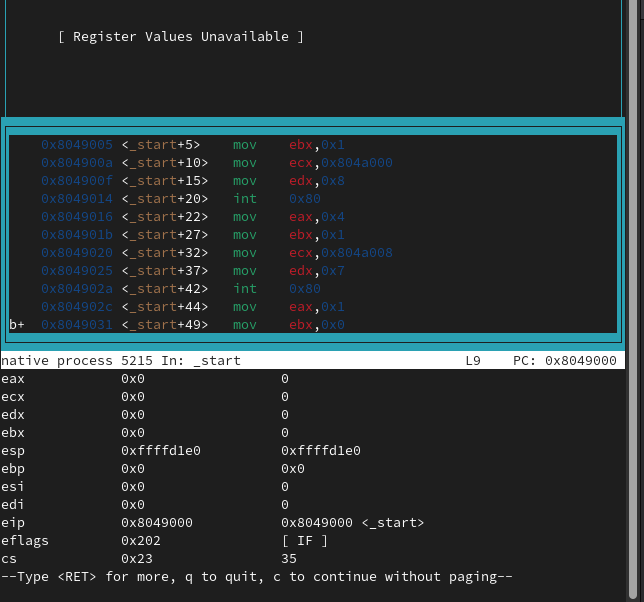 [ Register Values Unavailable ]
0x8049005 <_start+5>    mov    ebx,0x1
0x804900a <_start+10>   mov    ecx,0x804a000
0x804900f <_start+15>   mov    edx,0x8
0x8049014 <_start+20>   int    0x80
0x8049016 <_start+22>   mov    eax,0x4
0x804901b <_start+27>   mov    ebx,0x1
0x8049020 <_start+32>   mov    ecx,0x804a008
0x8049025 <_start+37>   mov    edx,0x7
0x804902a <_start+42>   int    0x80
0x804902c <_start+44>   mov    eax,0x1
b+  0x8049031 <_start+49>   mov    ebx,0x0
native process 5215 In: _start                            L9    PC: 0x8049000
eax            0x0                 0
ecx            0x0                 0
edx            0x0                 0
ebx            0x0                 0
esp            0xffffd1e0          0xffffd1e0
ebp            0x0                 0x0
esi            0x0                 0
edi            0x0                 0
eip            0x8049000           0x8049000 <_start>
eflags         0x202               [ IF ]
cs             0x23                35
--Type <RET> for more, q to quit, c to continue without paging--